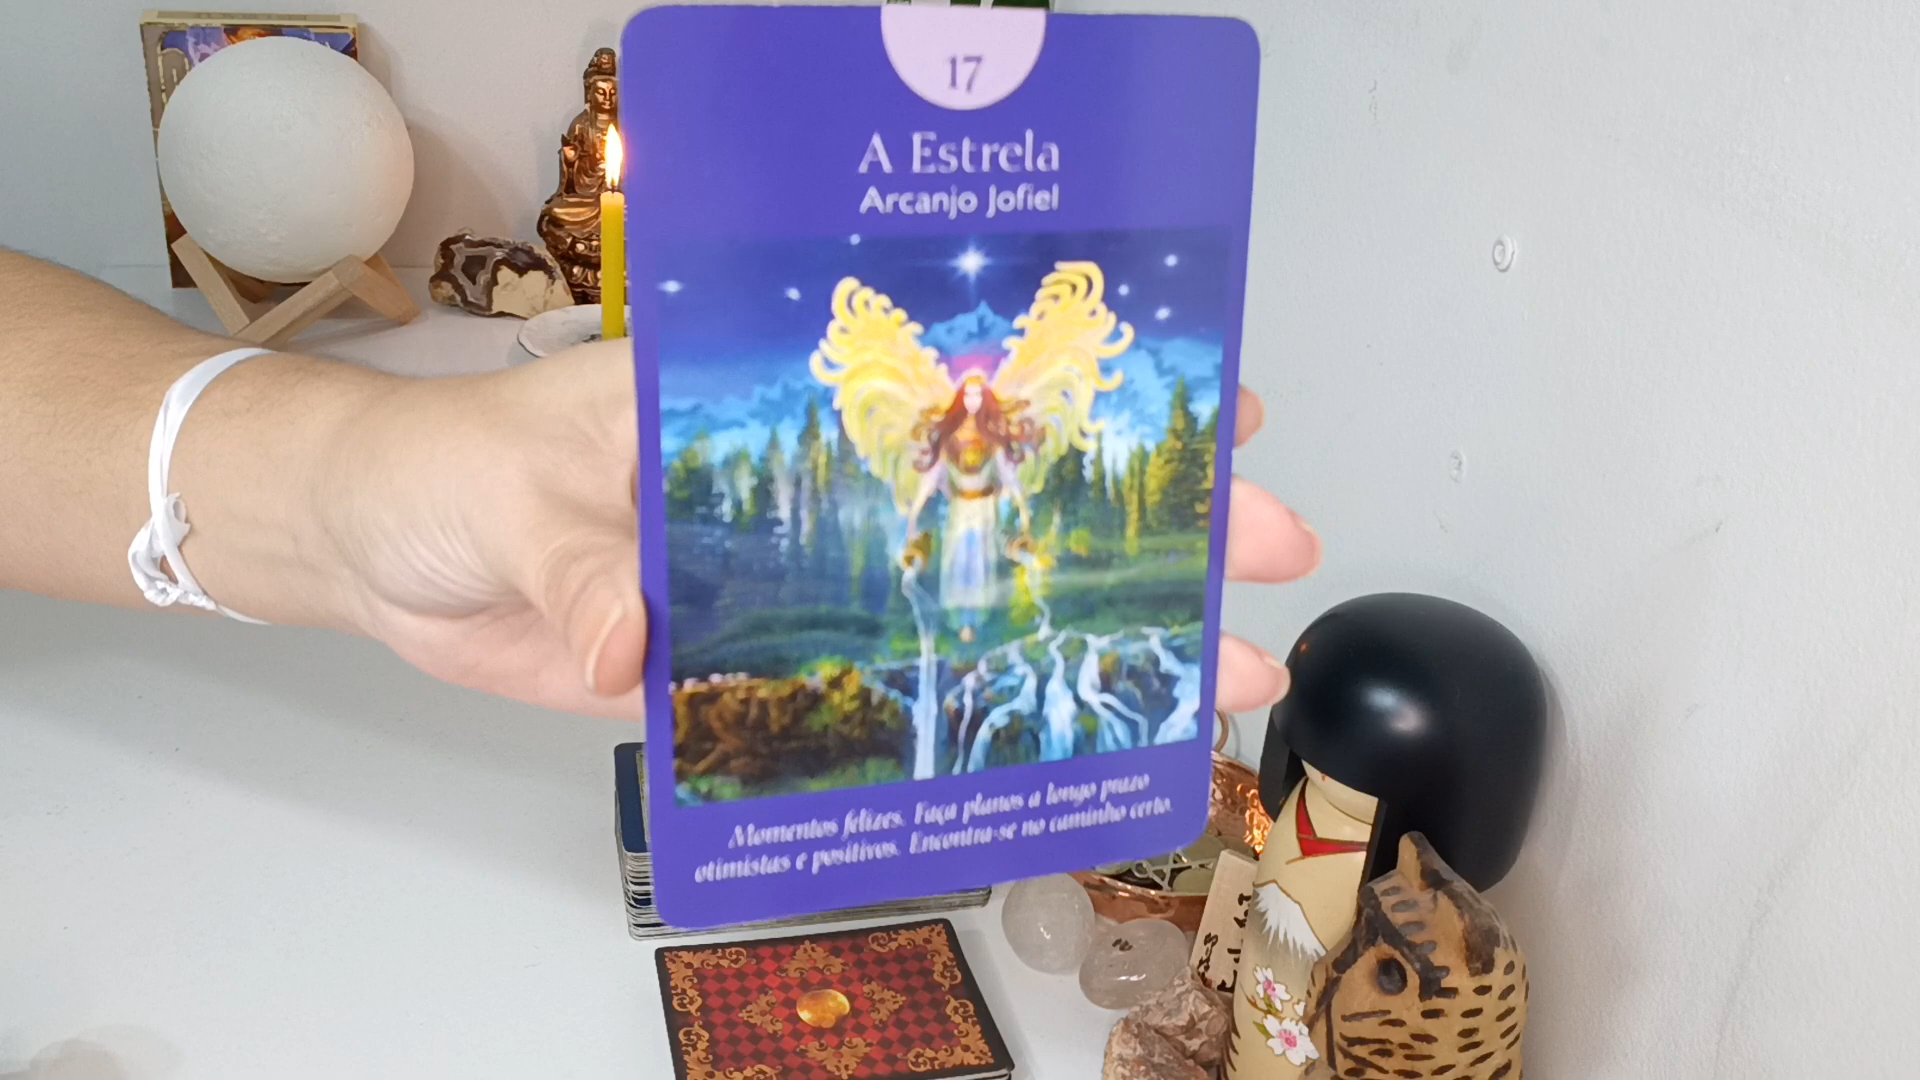 17
A Estrela
Arcanjo Jofiel
Momentos felizes. Faça planos a longo prazo
otimistas e positivos. Encontra-se no caminho certo.